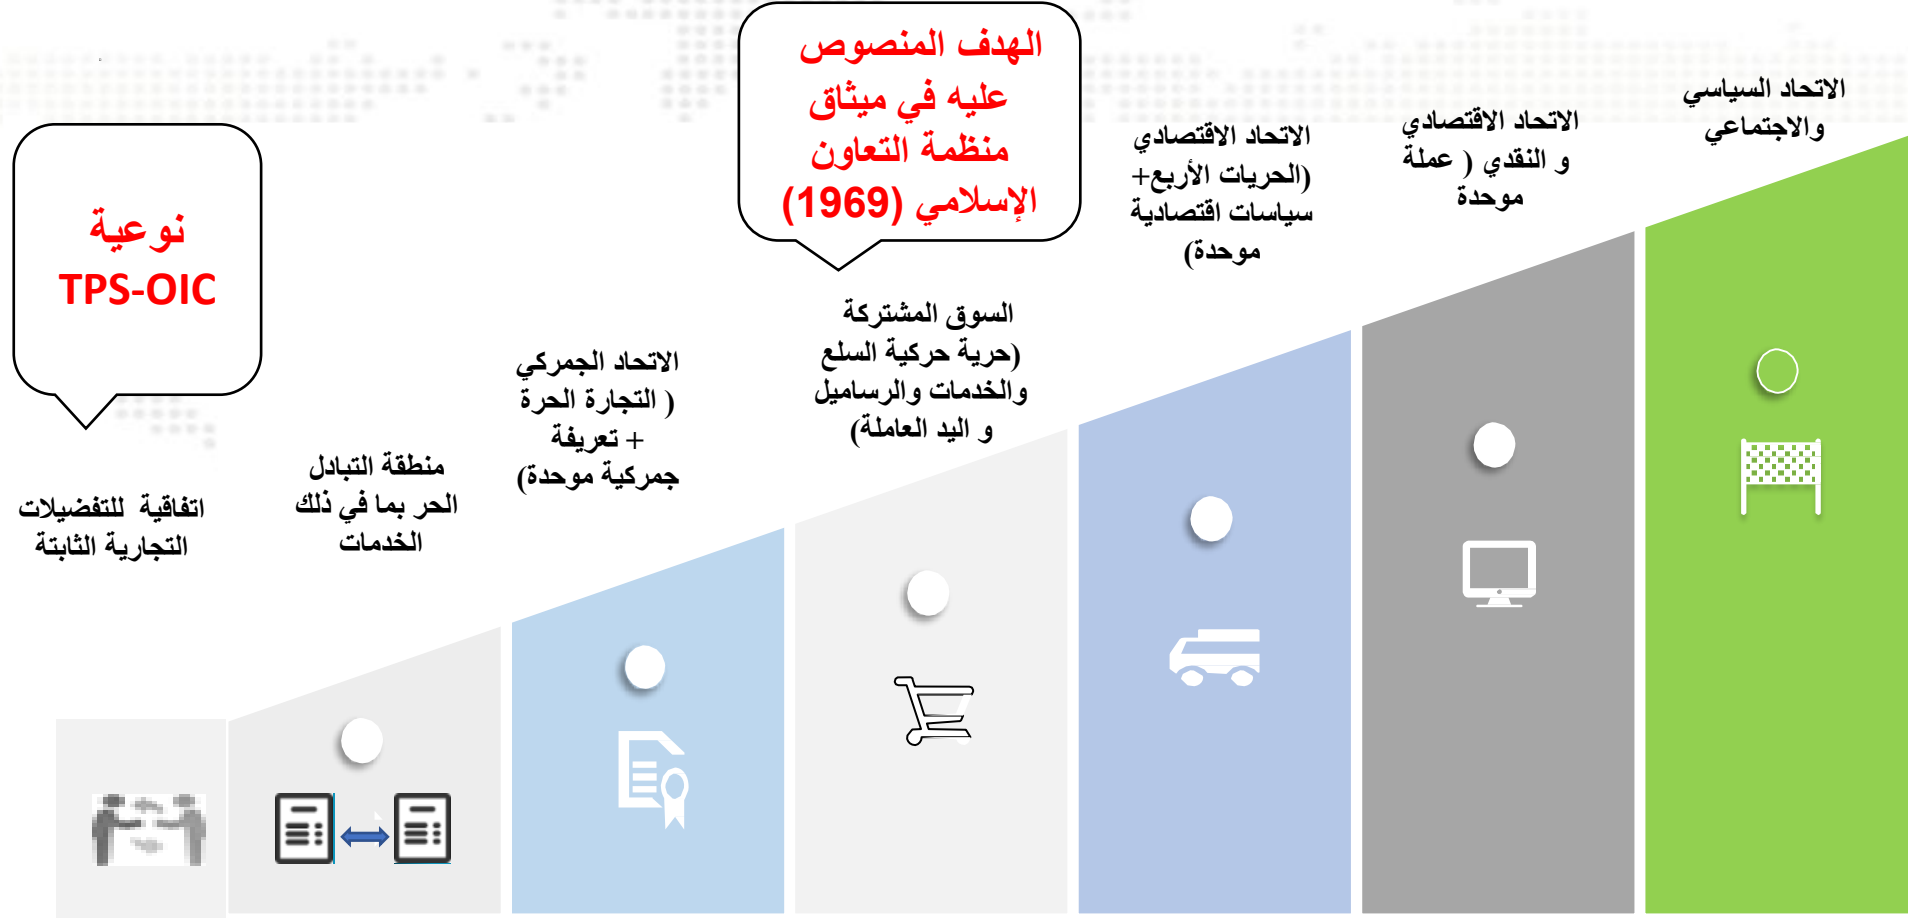 نوعية
TPS-OIC
اتفاقية للتفضيلات
التجارية الثابتة
منطقة التبادل
الحر بما في ذلك
الخدمات
الاتحاد الجمركي
( التجارة الحرة
+ تعريفة
جمركية موحدة)
الهدف المنصوص
عليه في ميثاق
منظمة التعاون
الإسلامي (1969)
السوق المشتركة
(حرية حركية السلع
والخدمات والرساميل
و اليد العاملة)
الاتحاد الاقتصادي
(الحريات الأربع+
سياسات اقتصادية
موحدة)
الاتحاد الاقتصادي
و النقدي ( عملة
موحدة
الاتحاد السياسي
والاجتماعي